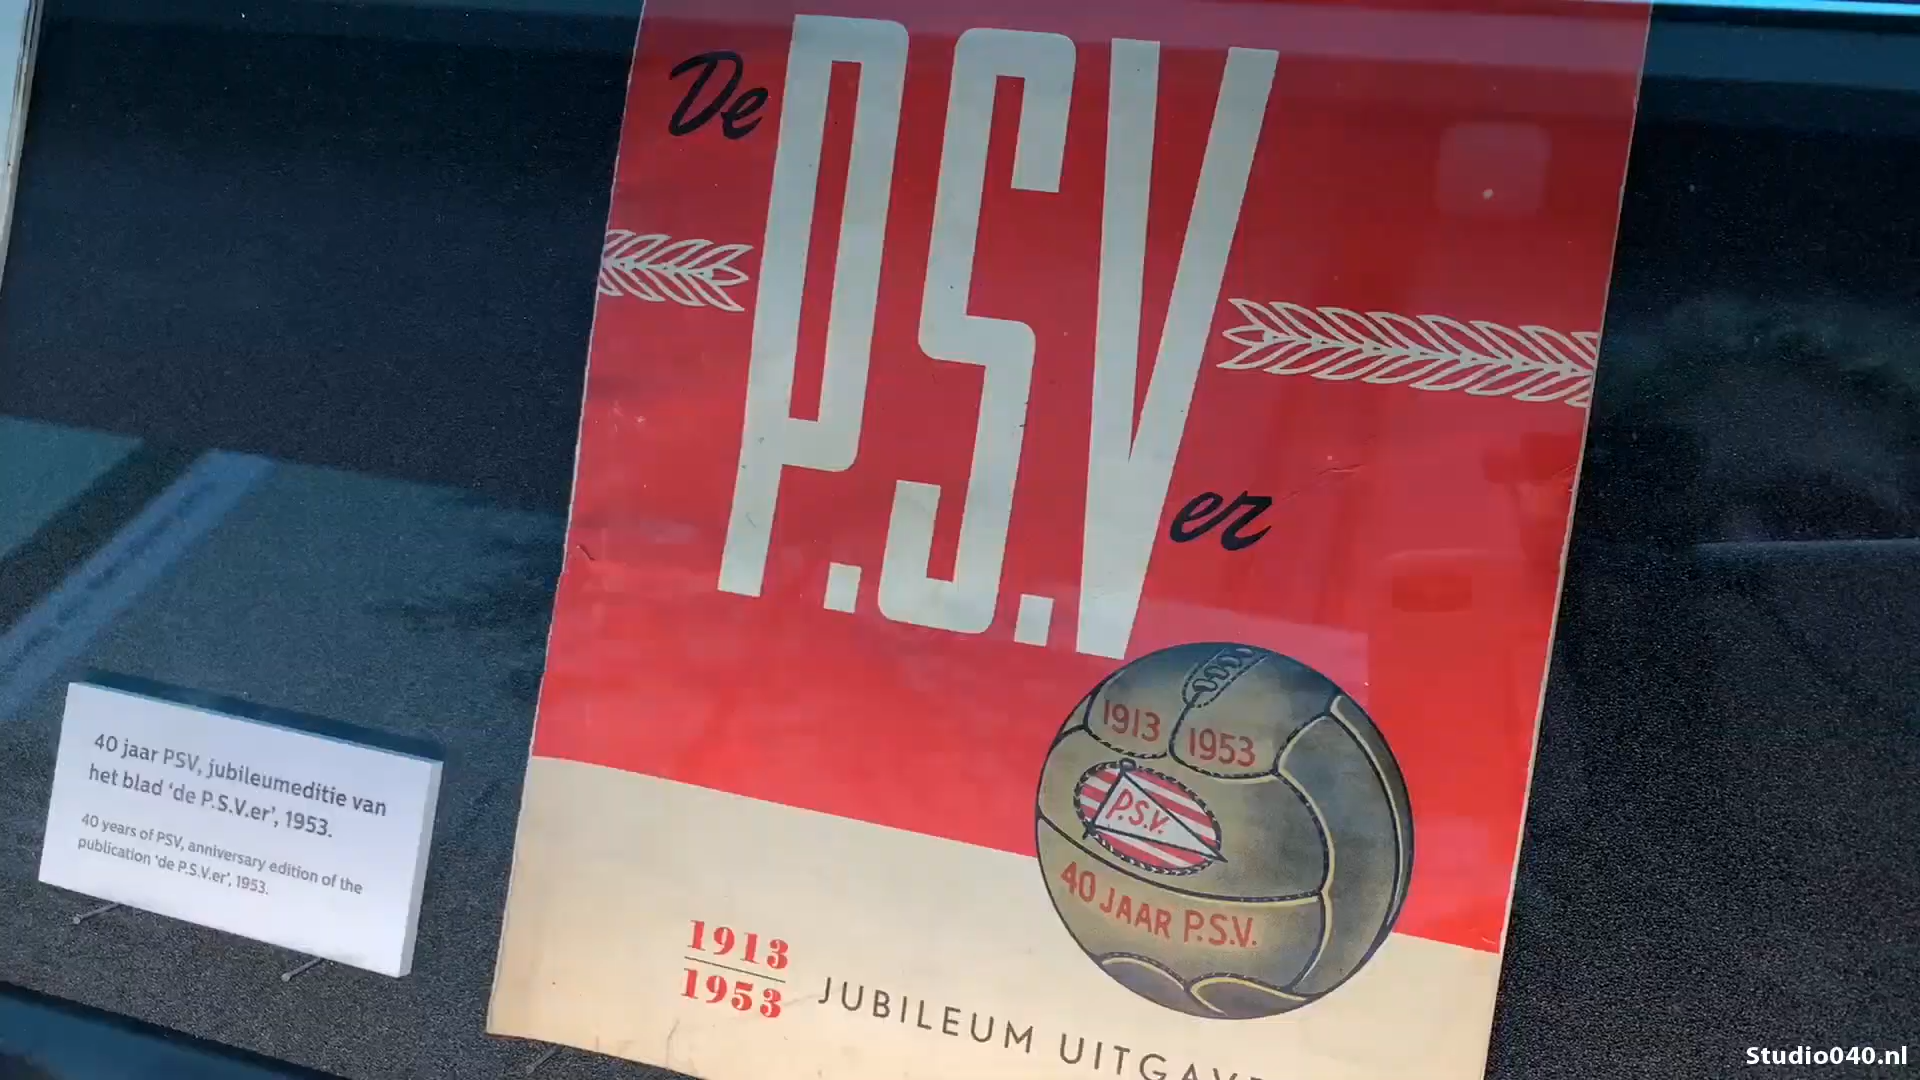 De P.S.V er
1913
1953
P.S.V.
40 JAAR P.S.V.
1913
1953
JUBILEUM
40 jaar PSV, jubileumeditie van
het blad ‘de P.S.V.er’, 1953.
40 years of PSV, anniversary edition of the
publication ‘de P.S.V.er’, 1953.
Studio040.nl